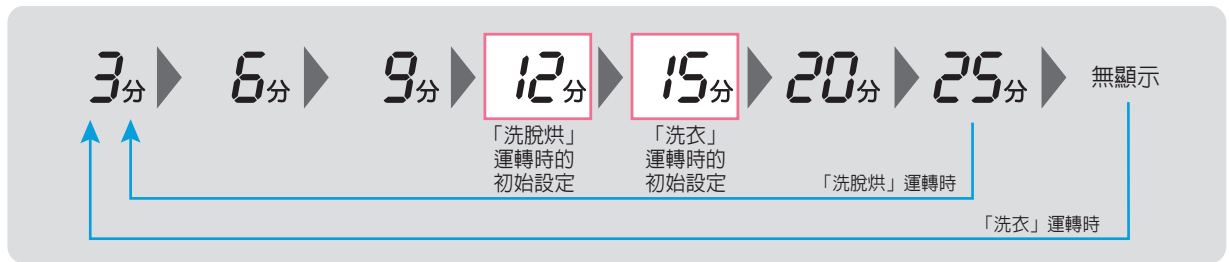 3分 6分 9分 12分 15分 20分 25分 無顯示
「洗脫烘」
運轉時的
初始設定
「洗衣」
運轉時的
初始設定
「洗脫烘」運轉時
「洗衣」運轉時